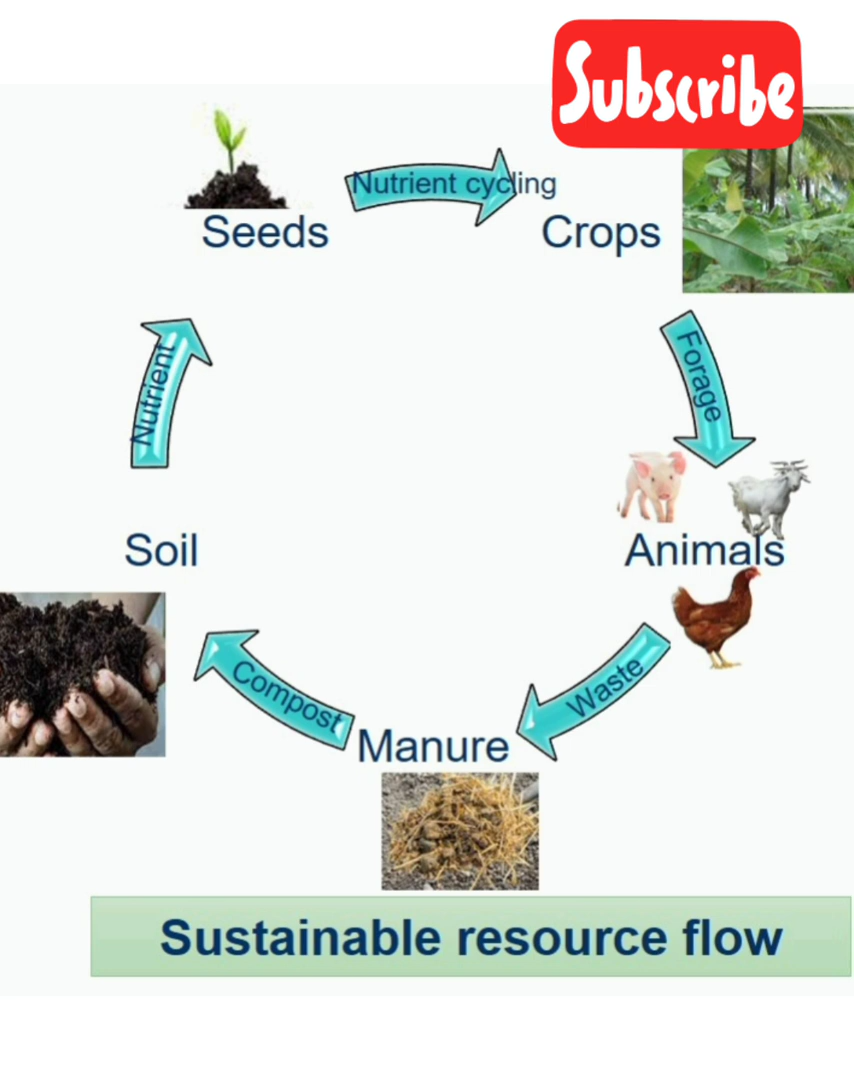 Subscribe
Nutrient cycling
Seeds
Crops
Forage
Nutrient
Soil
Animals
Waste
Compost
Manure
Sustainable resource flow